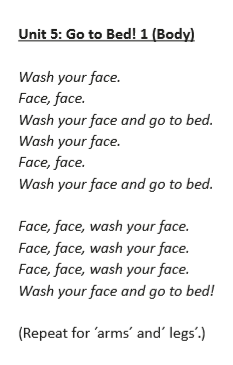 Unit 5: Go to Bed! 1 (Body)
Wash your face.
Face, face.
Wash your face and go to bed.
Wash your face.
Face, face.
Wash your face and go to bed.
Face, face, wash your face.
Face, face, wash your face.
Face, face, wash your face.
Wash your face and go to bed!
(Repeat for ´arms´ and´ legs´.)